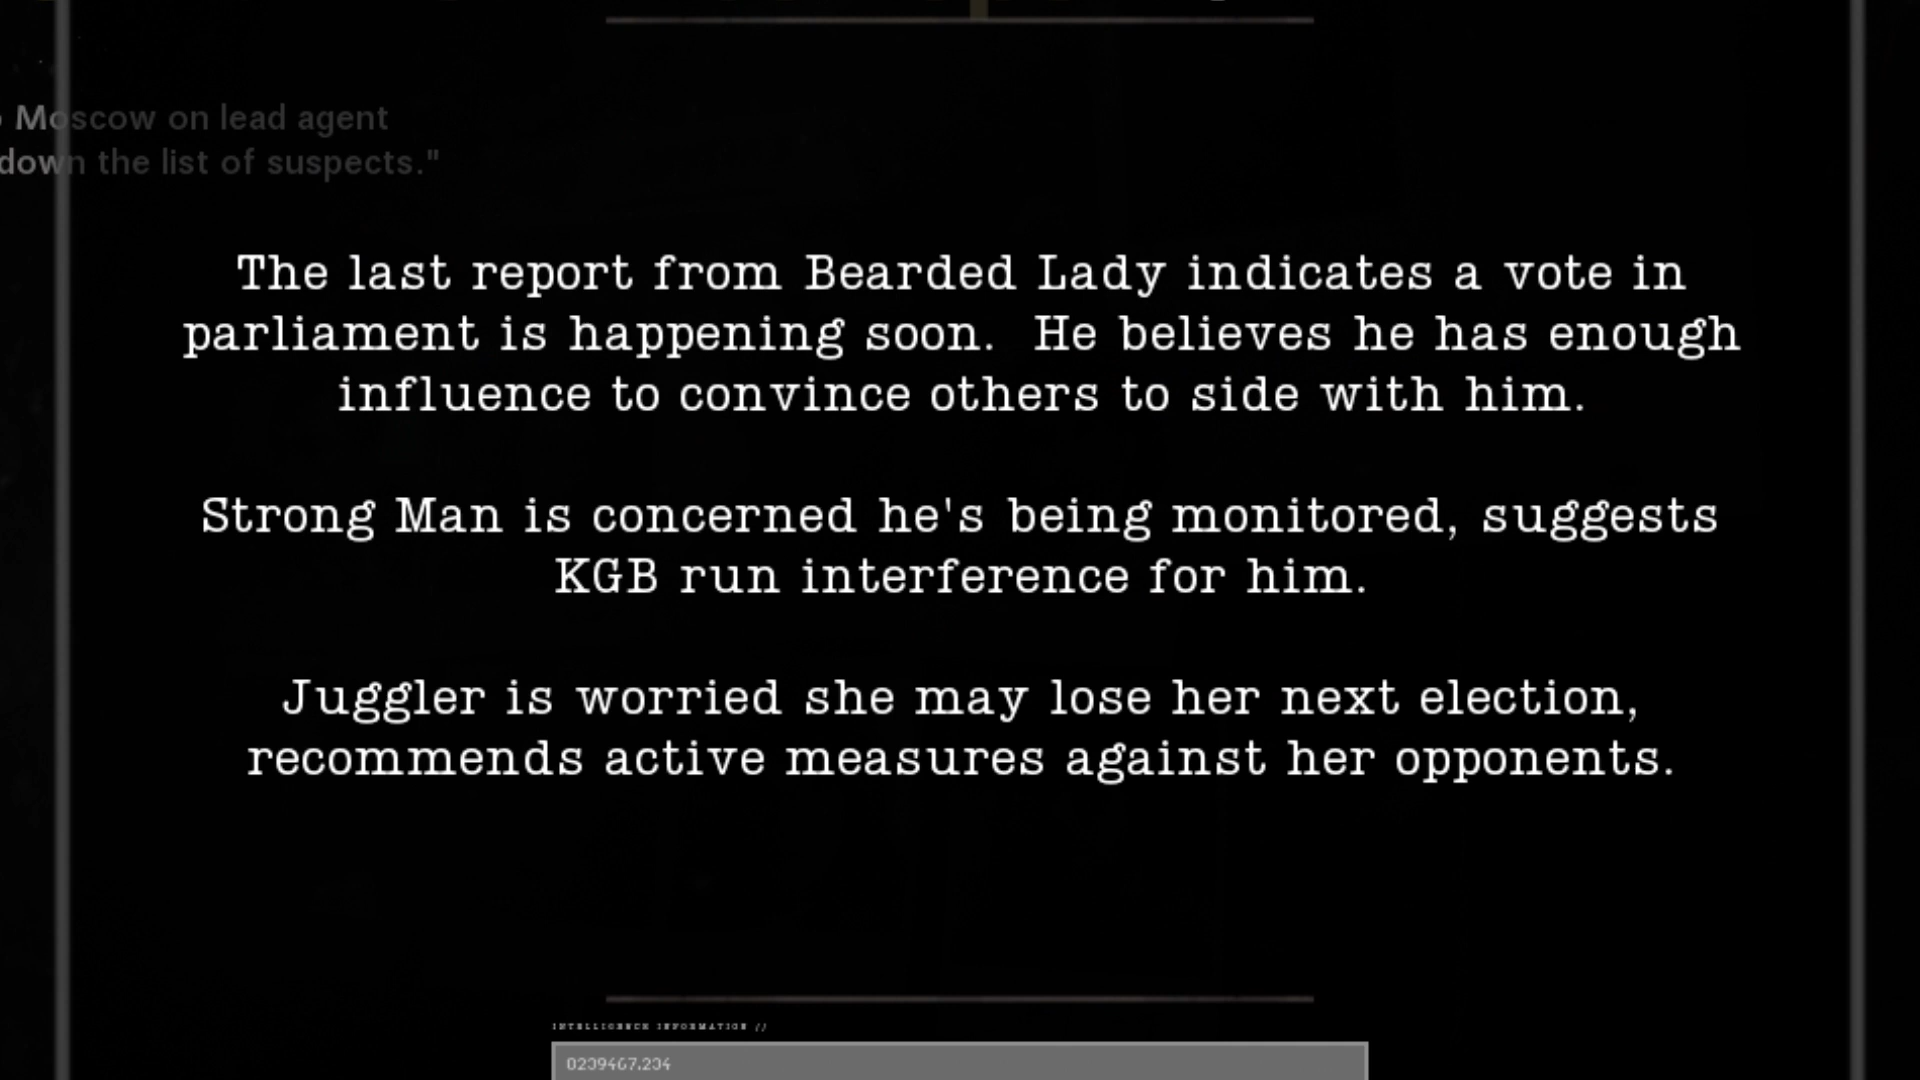 Moscow on lead agent
down the list of suspects."
The last report from Bearded Lady indicates a vote in
parliament is happening soon.  He believes he has enough
influence to convince others to side with him.
Strong Man is concerned he's being monitored, suggests
KGB run interference for him.
Juggler is worried she may lose her next election,
recommends active measures against her opponents.
INTELLIGENCE INFORMATION //